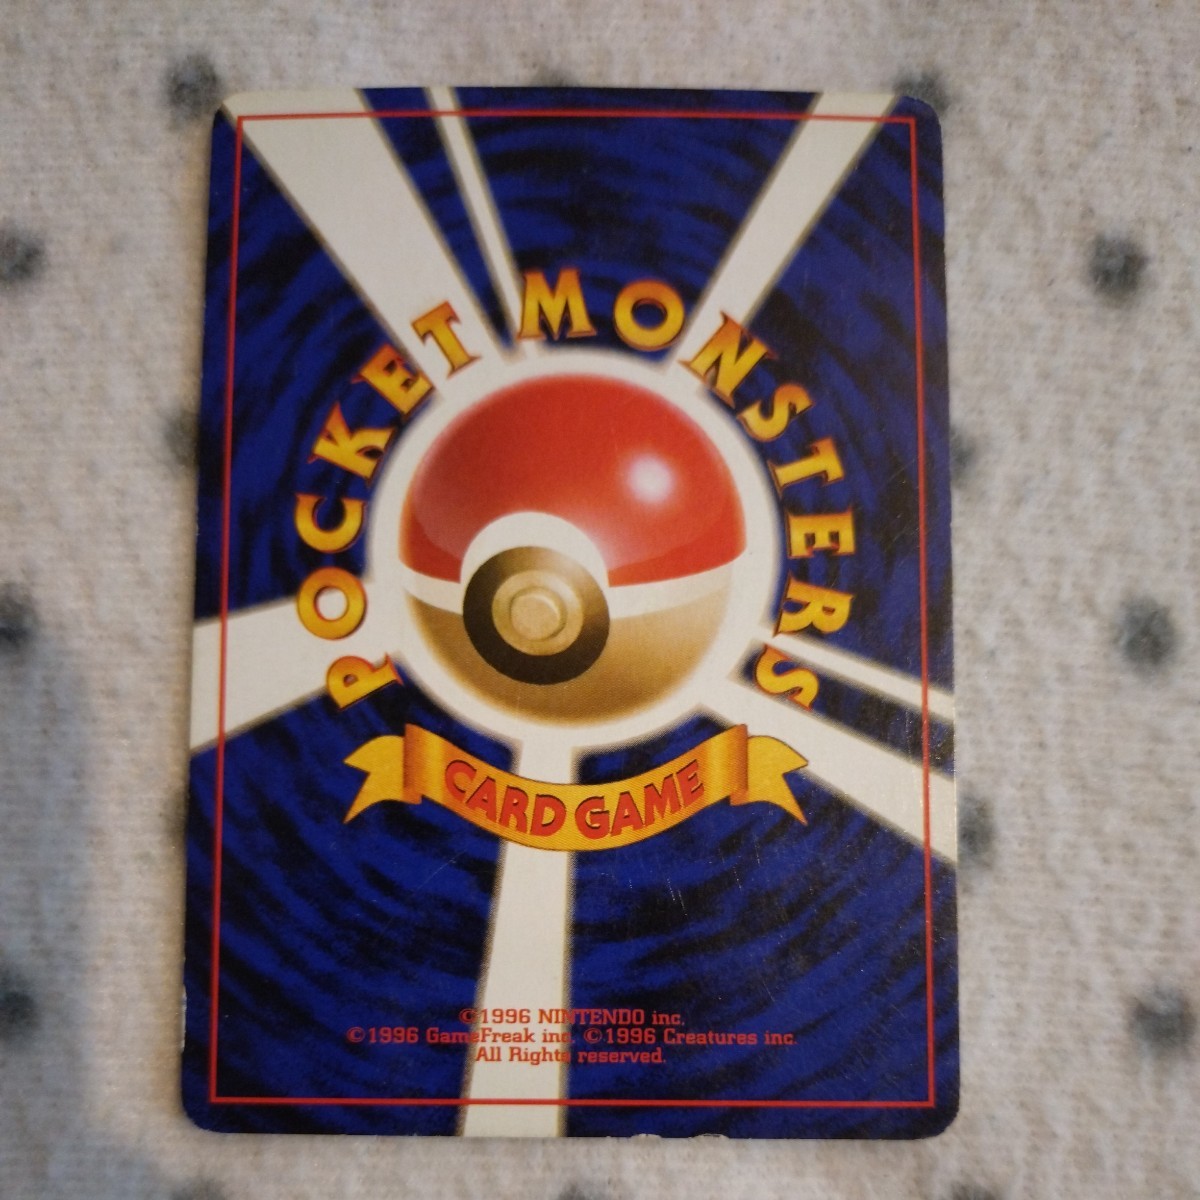 POCKET MONSTERS
CARD GAME
©1996 NINTENDO inc.
©1996 GameFreak inc. ©1996 Creatures inc.
All Rights reserved.